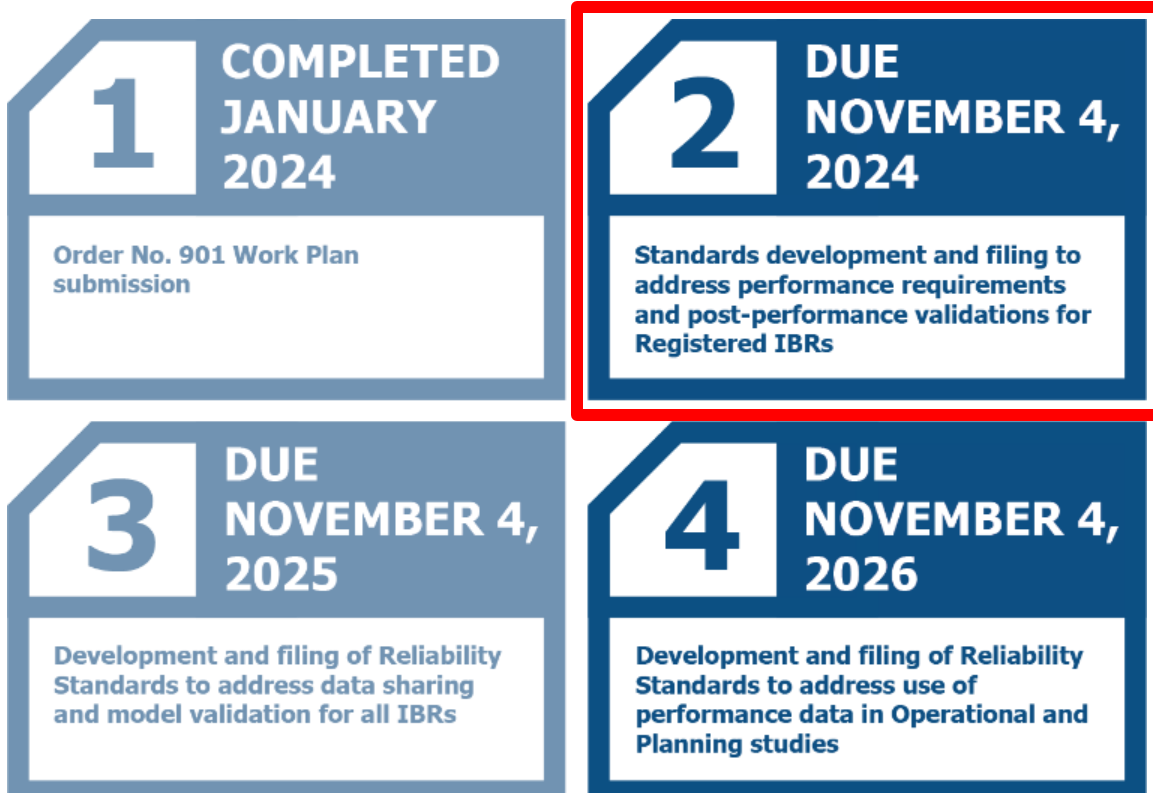 1
COMPLETED
JANUARY
2024
Order No. 901 Work Plan
submission
2
DUE
NOVEMBER 4,
2024
Standards development and filing to
address performance requirements
and post-performance validations for
Registered IBRs
3
DUE
NOVEMBER 4,
2025
Development and filing of Reliability
Standards to address data sharing
and model validation for all IBRs
4
DUE
NOVEMBER 4,
2026
Development and filing of Reliability
Standards to address use of
performance data in Operational and
Planning studies